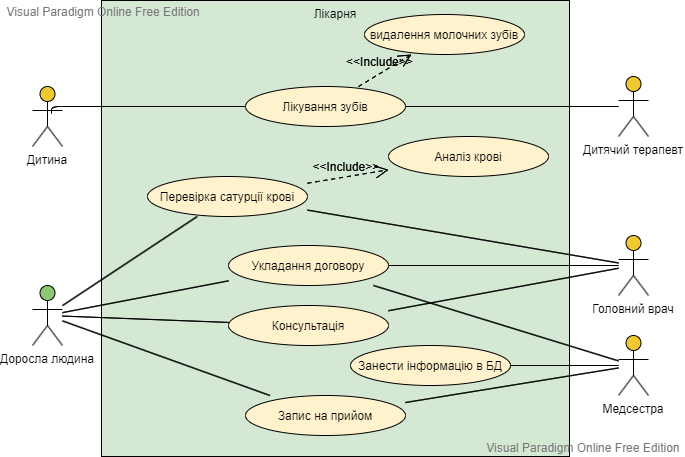 Visual Paradigm Online Free Edition
Лікарня
видалення молочних зубів
<<Include>>
Лікування зубів
Дитина
Дитячий терапевт
Аналіз крові
<<Include>>
Перевірка сатурції крові
Укладання договору
Головний врач
Консультація
Доросла людина
Занести інформацію в БД
Медсестра
Запис на прийом
Visual Paradigm Online Free Edition